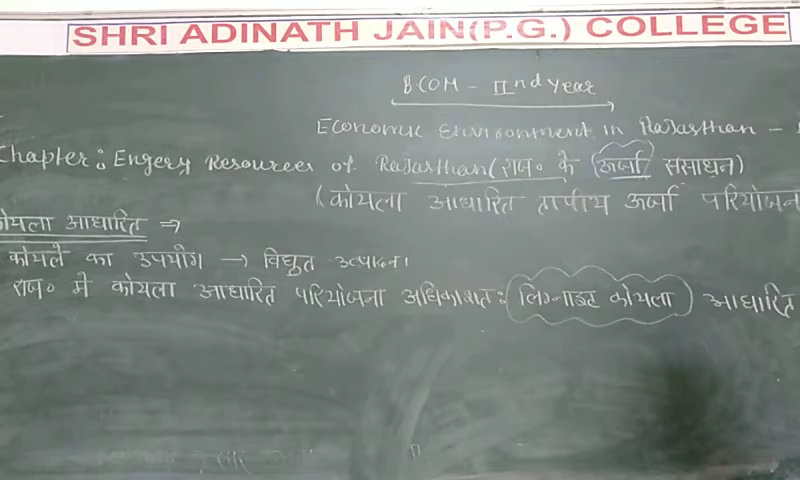 SHRI ADINATH JAIN(P.G.) COLLEGE
B.COM - IInd Year
Economic Environment in Rajasthan -
Chapter: Engery Resources of Rajasthan (राज० के ऊर्जा संसाधन)
(कोयला आधारित तापीय ऊर्जा परियोजन
कोयला आधारित ⇒
कोयले का उपयोग → विधुत उत्पादन।
राज० में कोयला आधारित परियोजना अधिकांशत: लिग्नाइट कोयला आधारित